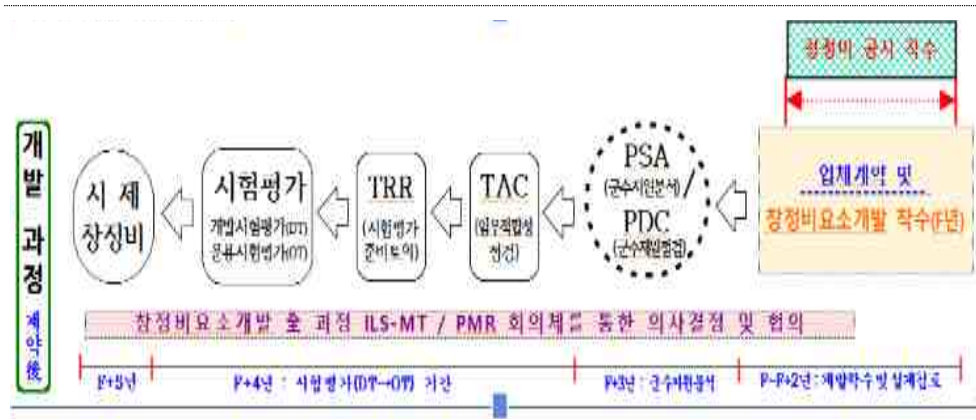 창정비 공사 착수
개발 과정
계약後
시 제
창정비
시험평가
개발시험평가(DT)
운용시험평가(OT)
TRR
(시험평가
준비토의)
TAC
(임무적합성
점검)
PSA
(군수지원분석)/
PDC
(군수제원점검)
업체계약 및
창정비요소개발 착수(F년)
창정비요소개발 全 과정 ILS-MT / PMR 회의체를 통한 의사결정 및 협의
F+5년
F+4년 : 시험평가(DT→OT) 기간
F+3년 : 군수지원분석
F~F+2년 : 개발착수 및